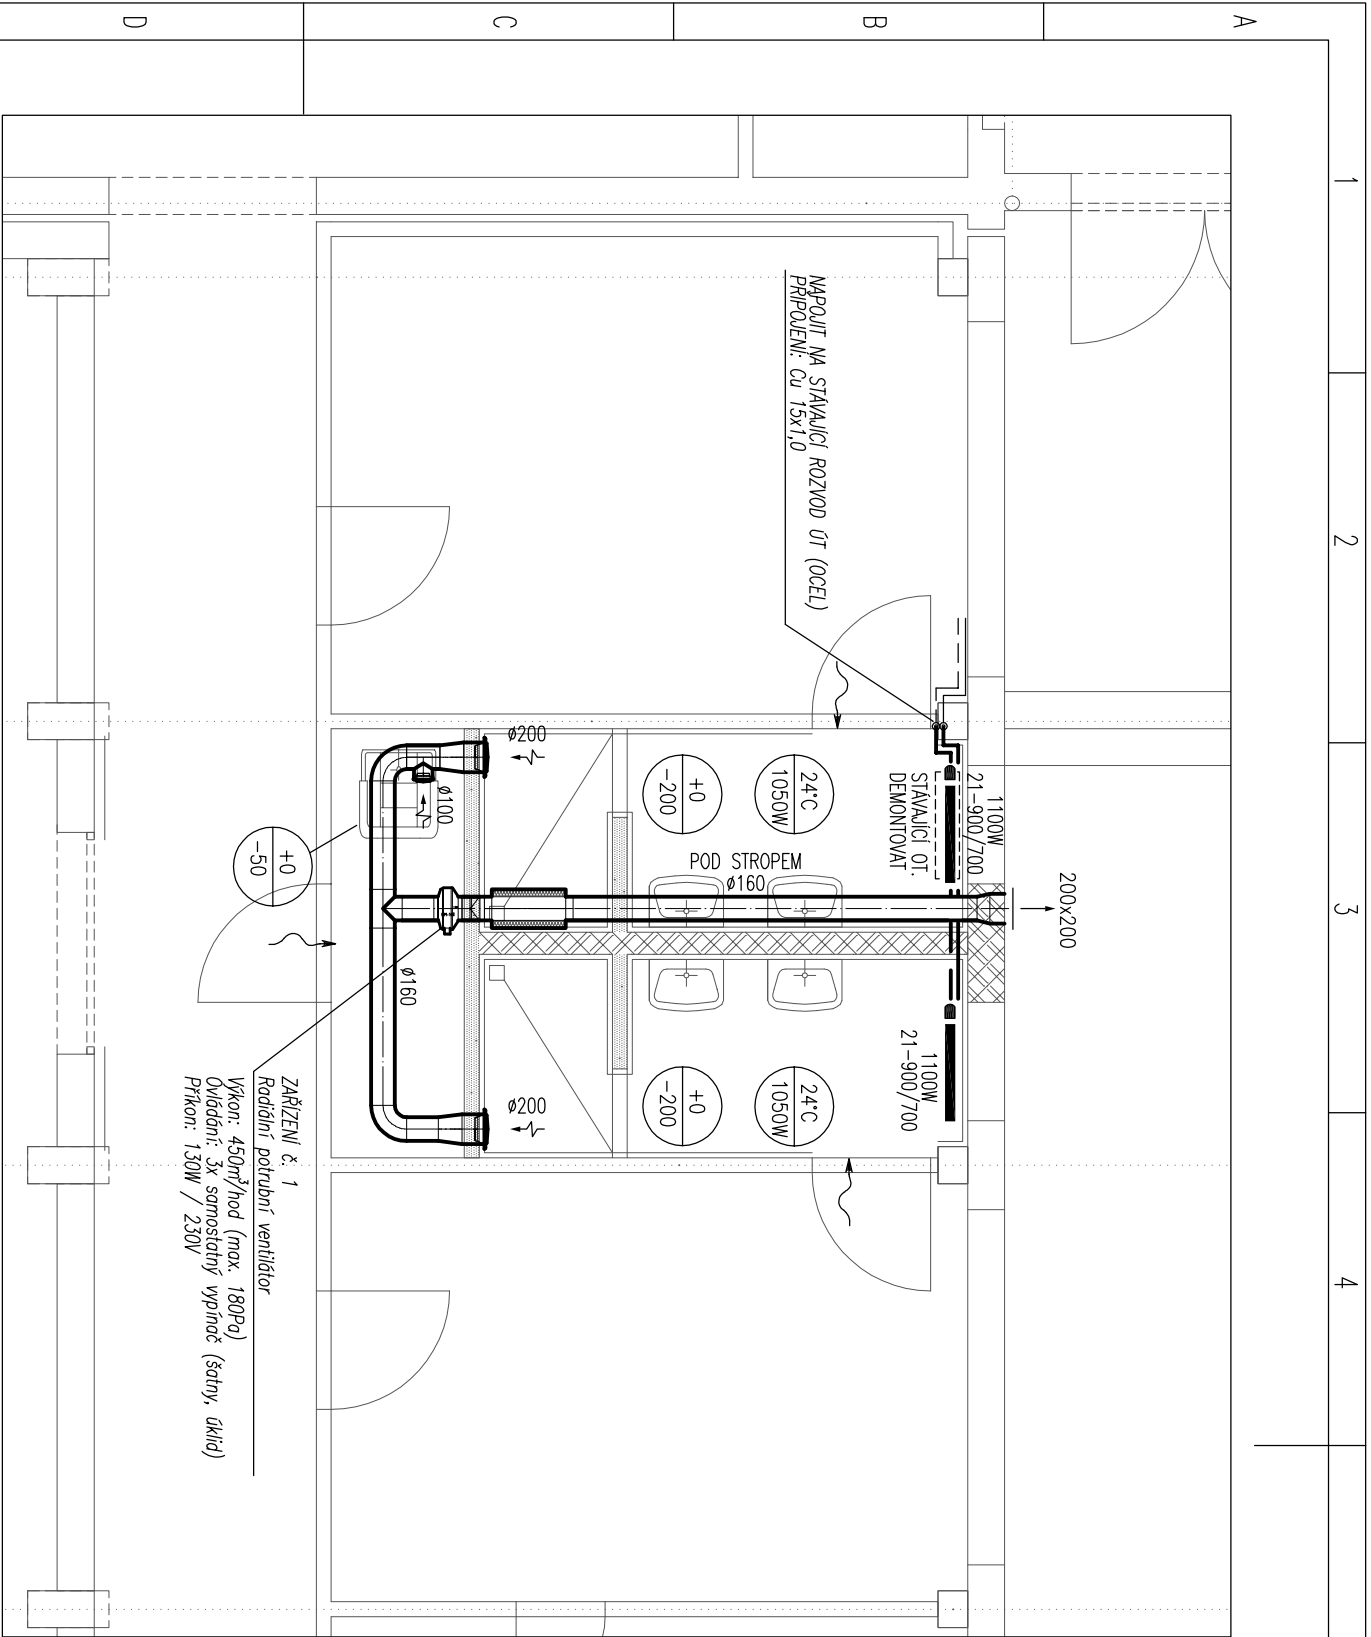 D
C
B
A
1
2
3
4
NAPOJIT NA STÁVAJÍCÍ ROZVOD ÚT (OCEL)
PŘIPOJENÍ: Cu 15x1,0
1100W
21-900/700
STÁVAJÍCÍ OT.
DEMONTOVAT
200x200
24°C
1050W
+0
-200
POD STROPEM
ø160
ø200
ø100
+0
-50
ø160
ø200
24°C
1050W
+0
-200
1100W
21-900/700
ZAŘÍZENÍ č. 1
Radiální potrubní ventilátor
Výkon: 450m³/hod (max. 180Pa)
Ovládání: 3x samostatný vypínač (šatny, úklid)
Příkon: 130W / 230V